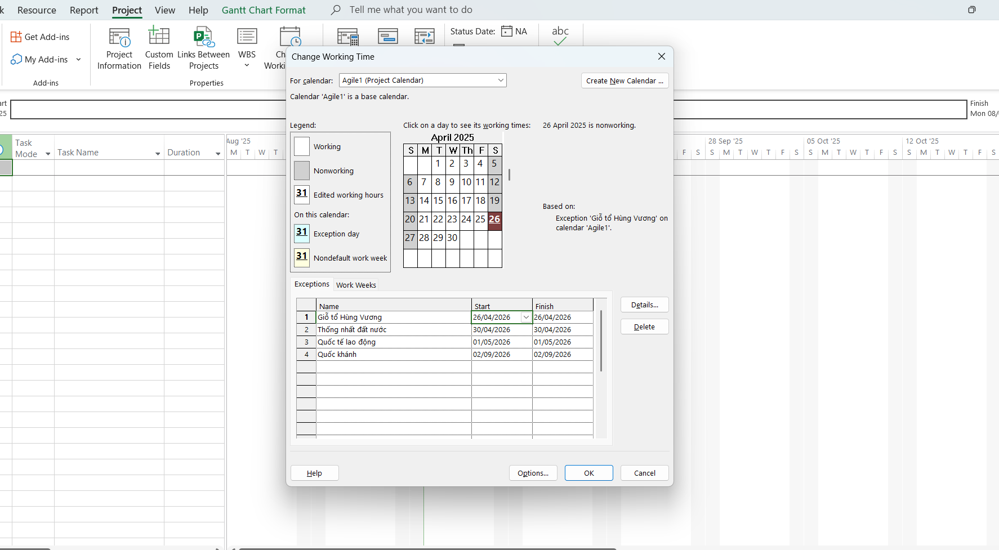 k Resource Report Project View Help Gantt Chart Format Tell me what you want to do
Get Add-ins
My Add-ins
Add-ins
Project
Information
Custom
Fields
Links Between
Projects
WBS
Ch
Worki
Properties
Status Date: NA
abc
Change Working Time
For calendar: Agile1 (Project Calendar)
Create New Calendar ...
Calendar 'Agile1' is a base calendar.
art
25
Finish
Mon 08/
Legend:
Working
Nonworking
31 Edited working hours
On this calendar:
31 Exception day
31 Nondefault work week
Click on a day to see its working times:
April 2025
S M T W Th F S
1 2 3 4 5
6 7 8 9 10 11 12
13 14 15 16 17 18 19
20 21 22 23 24 25 26
27 28 29 30
26 April 2025 is nonworking.
Based on:
Exception 'Giỗ tổ Hùng Vương' on
calendar 'Agile1'.
Task
Mode
Task Name
Duration
Aug '25
M T W T
28 Sep '25 05 Oct '25 12 Oct '25
F S S M T W T F S S M T W T F S S M T W T F S
Exceptions Work Weeks
Name Start Finish
1 Giỗ tổ Hùng Vương 26/04/2026 26/04/2026
2 Thống nhất đất nước 30/04/2026 30/04/2026
3 Quốc tế lao động 01/05/2026 01/05/2026
4 Quốc khánh 02/09/2026 02/09/2026
Details...
Delete
Help
Options...
OK
Cancel